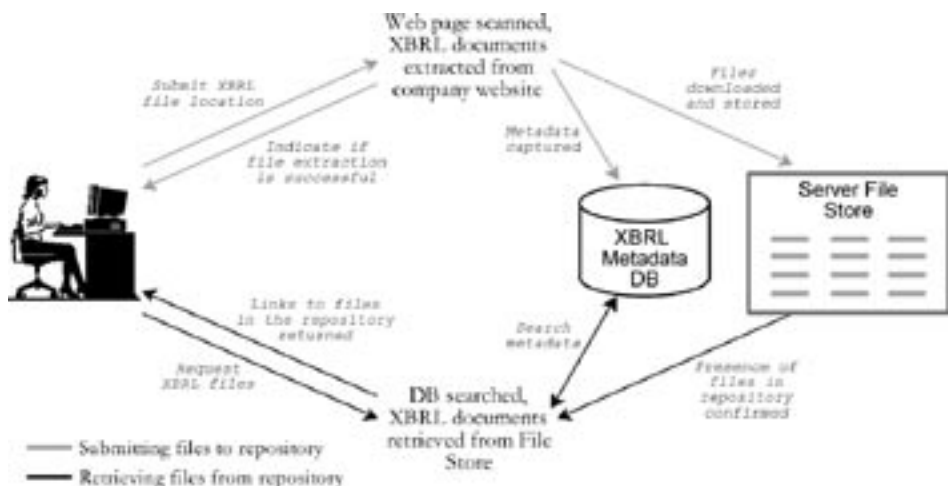 Web page scanned,
XBRL documents
extracted from
company website
Submit XBRL
file location
Files
downloaded
and stored
Indicate if
file extraction
is successful
Metadata
captured
Server File
Store
XBRL
Metadata
DB
Links to files
in the repository
returned
Search
metadata
Request
XBRL files
Presence of
files in
repository
confirmed
DB searched,
XBRL documents
retrieved from File
Store
Submitting files to repository
Retrieving files from repository